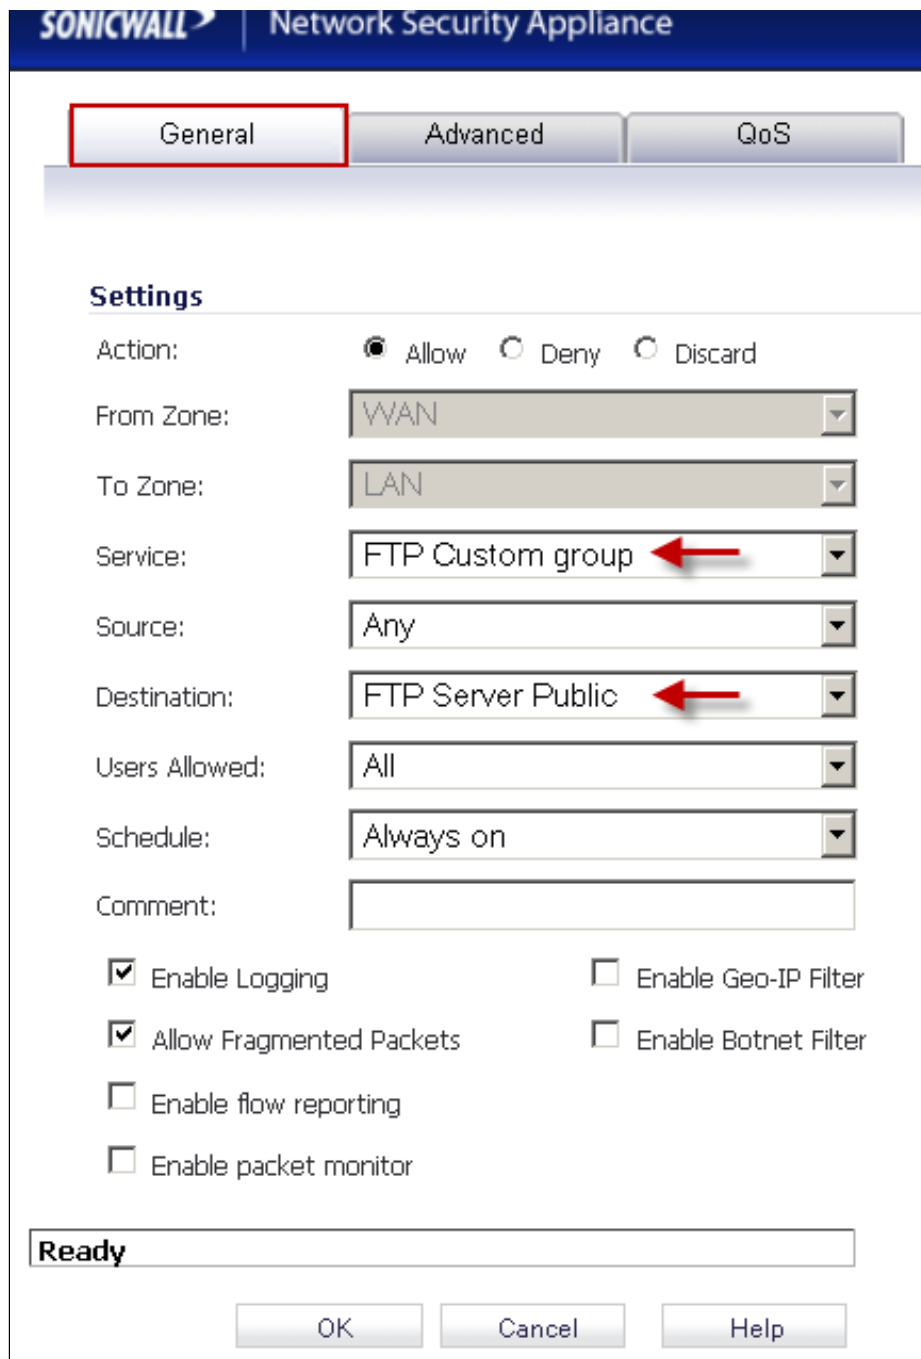 SONICWALL Network Security Appliance
General Advanced QoS
Settings
Action: Allow Deny Discard
From Zone: WAN
To Zone: LAN
Service: FTP Custom group
Source: Any
Destination: FTP Server Public
Users Allowed: All
Schedule: Always on
Comment:
Enable Logging Enable Geo-IP Filter
Allow Fragmented Packets Enable Botnet Filter
Enable flow reporting
Enable packet monitor
Ready
OK Cancel Help